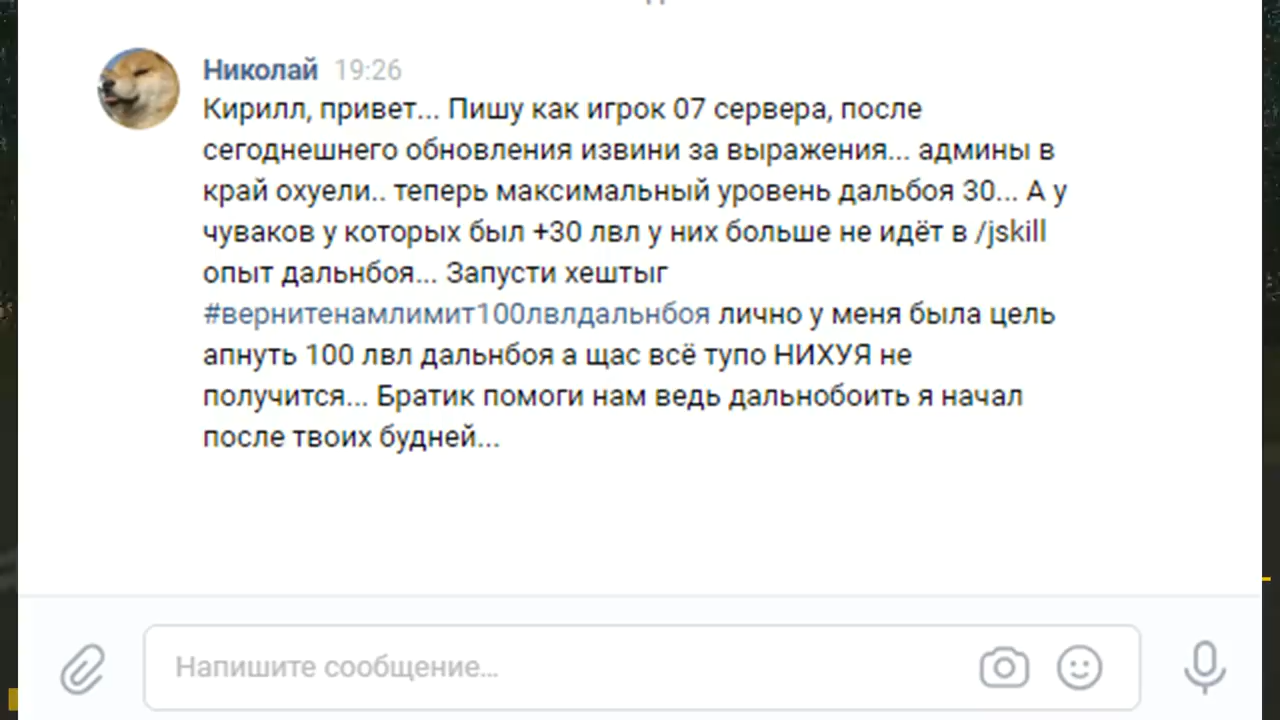 Николай 19:26
Кирилл, привет... Пишу как игрок 07 сервера, после
сегоднешнего обновления извини за выражения... админы в
край охуели.. теперь максимальный уровень дальбоя 30... А у
чуваков у которых был +30 лвл у них больше не идёт в /jskill
опыт дальнбоя... Запусти хештыг
#вернитенамлимит100лвлдальнбоя лично у меня была цель
апнуть 100 лвл дальнбоя а щас всё тупо НИХУЯ не
получится... Братик помоги нам ведь дальнобоить я начал
после твоих будней...
Напишите сообщение...